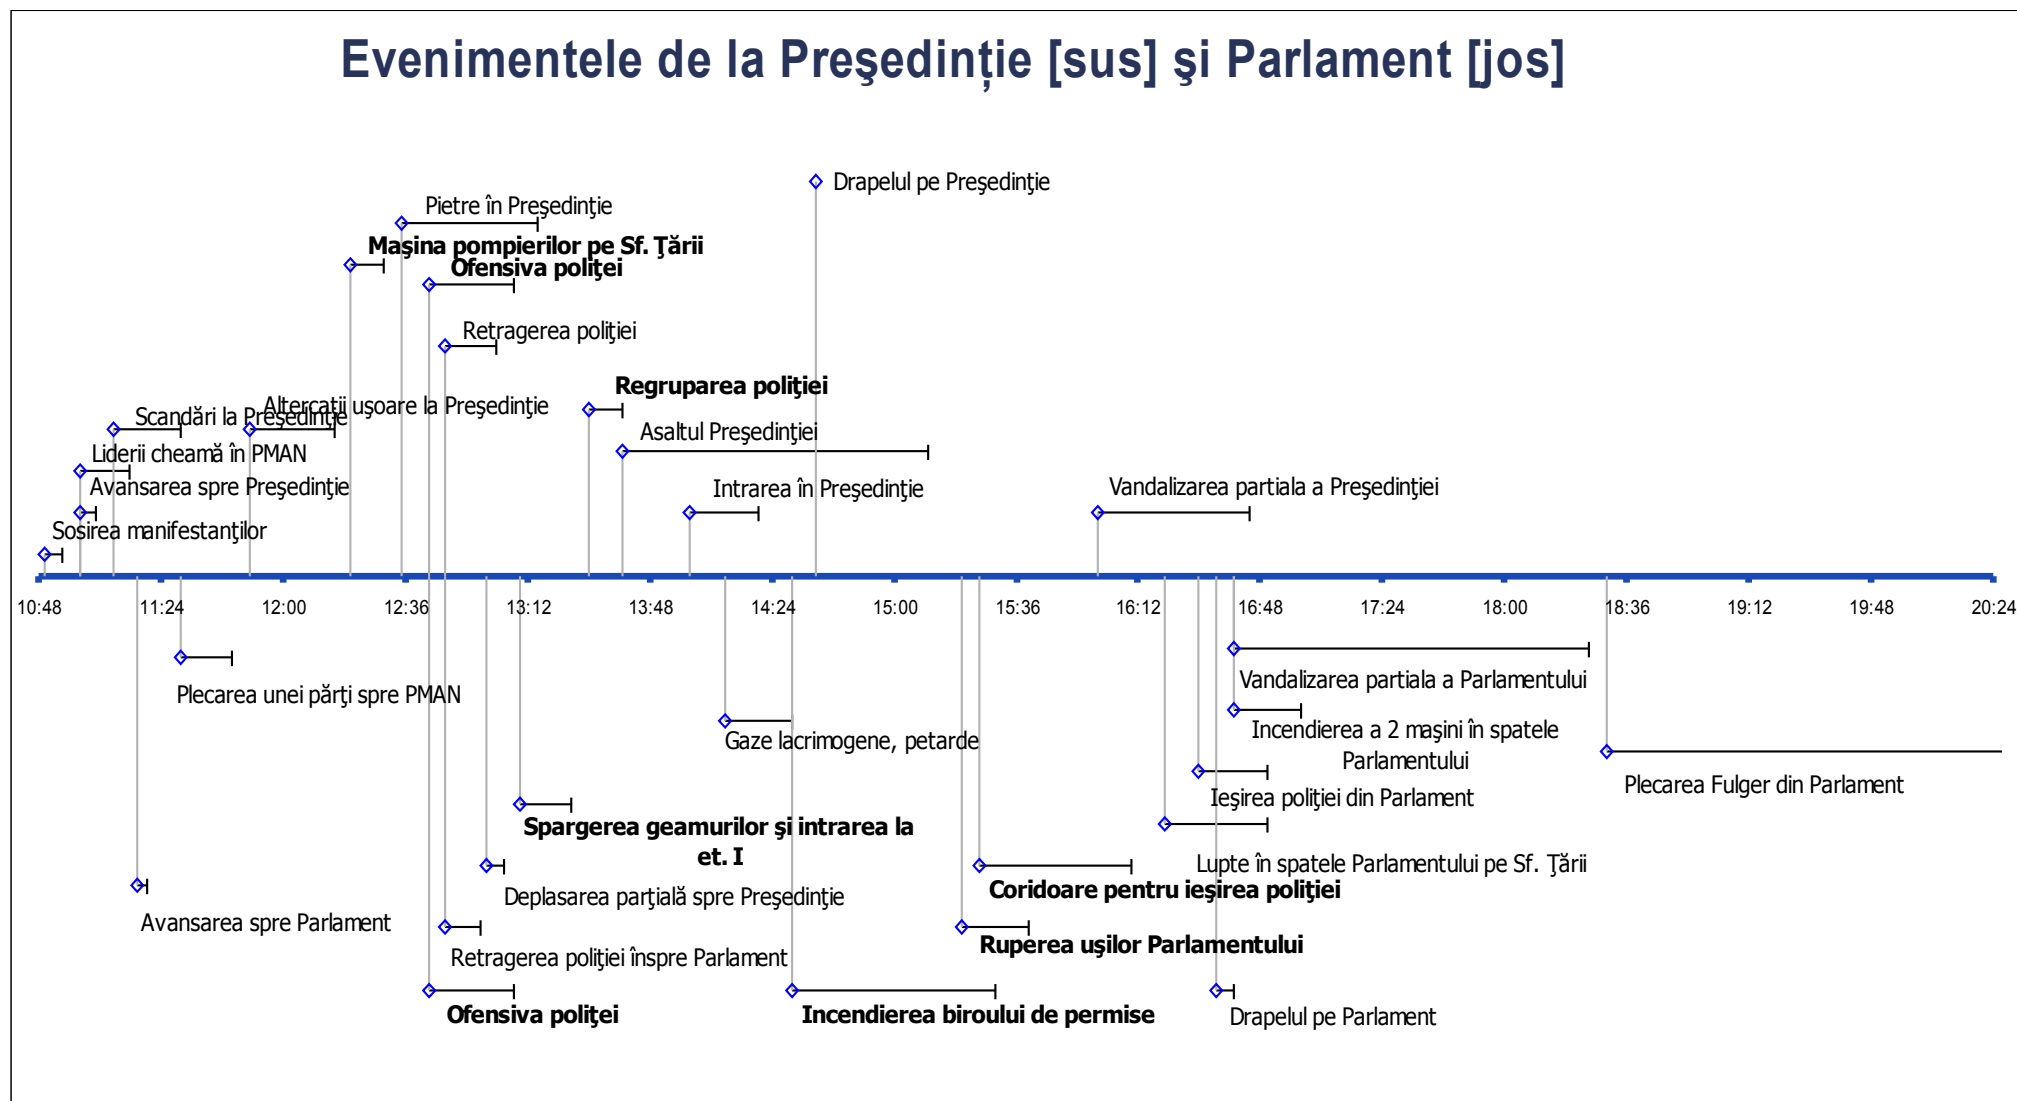 Evenimentele de la Preşedinție [sus] şi Parlament [jos]
Drapelul pe Preşedinţie
Pietre în Preşedinţie
Maşina pompierilor pe Sf. Ţării
Ofensiva poliţei
Retragerea poliţiei
Regruparea poliţiei
Altercaţii uşoare la Preşedinţie
Scandări la Preşedinţie
Asaltul Preşedinţiei
Liderii cheamă în PMAN
Avansarea spre Preşedinţie
Intrarea în Preşedinţie
Vandalizarea partiala a Preşedinţiei
Sosirea manifestanţilor
10:48 11:24 12:00 12:36 13:12 13:48 14:24 15:00 15:36 16:12 16:48 17:24 18:00 18:36 19:12 19:48 20:24
Vandalizarea partiala a Parlamentului
Plecarea unei părţi spre PMAN
Incendierea a 2 maşini în spatele
Parlamentului
Gaze lacrimogene, petarde
Plecarea Fulger din Parlament
Ieşirea poliţiei din Parlament
Spargerea geamurilor şi intrarea la
et. I
Lupte în spatele Parlamentului pe Sf. Ţării
Coridoare pentru ieşirea poliţiei
Deplasarea parţială spre Preşedinţie
Avansarea spre Parlament
Ruperea uşilor Parlamentului
Retragerea poliţiei înspre Parlament
Ofensiva poliţei
Incendierea biroului de permise
Drapelul pe Parlament